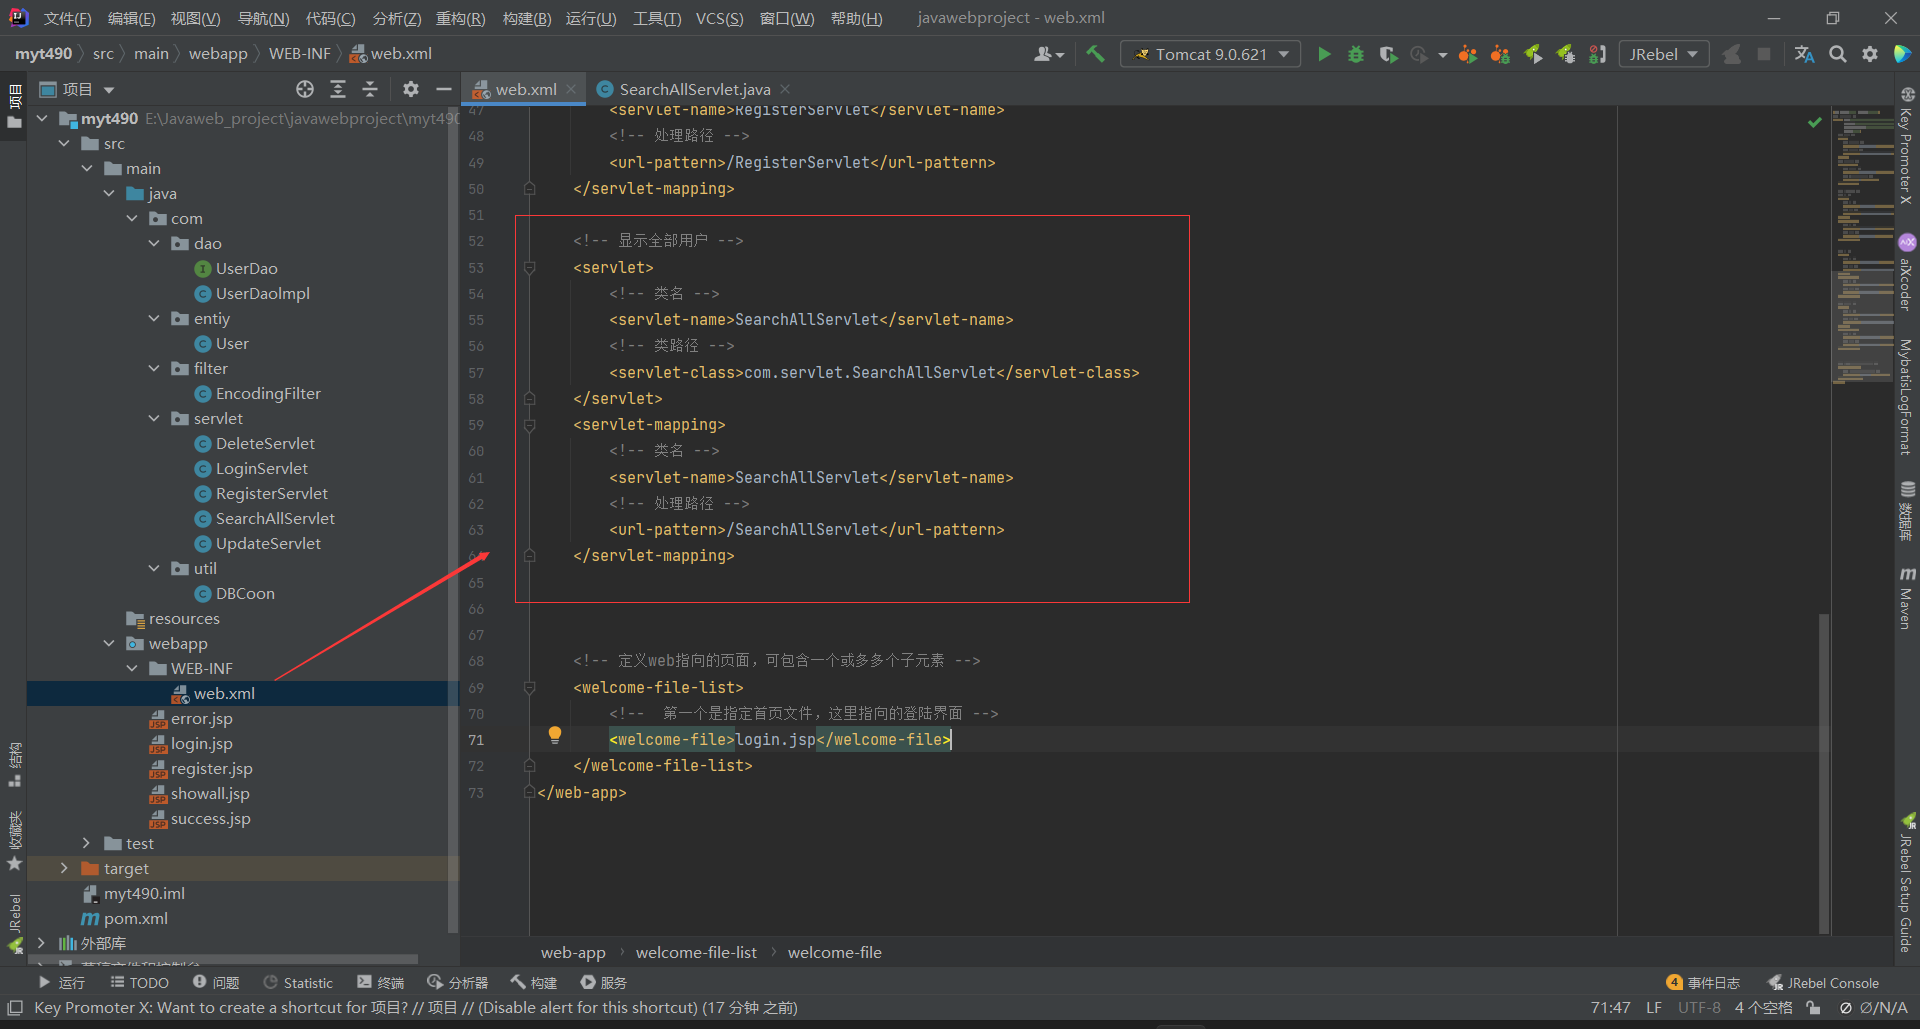 文件(F) 编辑(E) 视图(V) 导航(N) 代码(C) 分析(Z) 重构(R) 构建(B) 运行(U) 工具(T) VCS(S) 窗口(W) 帮助(H) javawebproject - web.xml
myt490 src main webapp WEB-INF web.xml Tomcat 9.0.621 JRebel
项目
web.xml SearchAllServlet.java
项目
myt490 E:\Javaweb_project\javawebproject\myt490
src
main
java
com
dao
UserDao
UserDaoImpl
entiy
User
filter
EncodingFilter
servlet
DeleteServlet
LoginServlet
RegisterServlet
SearchAllServlet
UpdateServlet
util
DBCoon
resources
webapp
WEB-INF
web.xml
error.jsp
login.jsp
register.jsp
showall.jsp
success.jsp
test
target
myt490.iml
pom.xml
外部库
结构
收藏夹
JRebel
47 <servlet-name>RegisterServlet</servlet-name>
48 <!-- 处理路径 -->
49 <url-pattern>/RegisterServlet</url-pattern>
50 </servlet-mapping>
51
52 <!-- 显示全部用户 -->
53 <servlet>
54 <!-- 类名 -->
55 <servlet-name>SearchAllServlet</servlet-name>
56 <!-- 类路径 -->
57 <servlet-class>com.servlet.SearchAllServlet</servlet-class>
58 </servlet>
59 <servlet-mapping>
60 <!-- 类名 -->
61 <servlet-name>SearchAllServlet</servlet-name>
62 <!-- 处理路径 -->
63 <url-pattern>/SearchAllServlet</url-pattern>
64 </servlet-mapping>
65
66
67
68 <!-- 定义web指向的页面，可包含一个或多多个子元素 -->
69 <welcome-file-list>
70 <!--  第一个是指定首页文件，这里指向的登陆界面 -->
71 <welcome-file>login.jsp</welcome-file>
72 </welcome-file-list>
73 </web-app>
Key Promoter X
aiXcoder
MybatisLogFormat
数据库
Maven
JRebel Setup Guide
web-app welcome-file-list welcome-file
运行 TODO 问题 Statistic 终端 分析器 构建 服务 4 事件日志 JRebel Console
Key Promoter X: Want to create a shortcut for 项目? // 项目 // (Disable alert for this shortcut) (17 分钟 之前) 71:47 LF UTF-8 4 个空格 ∅/N/A